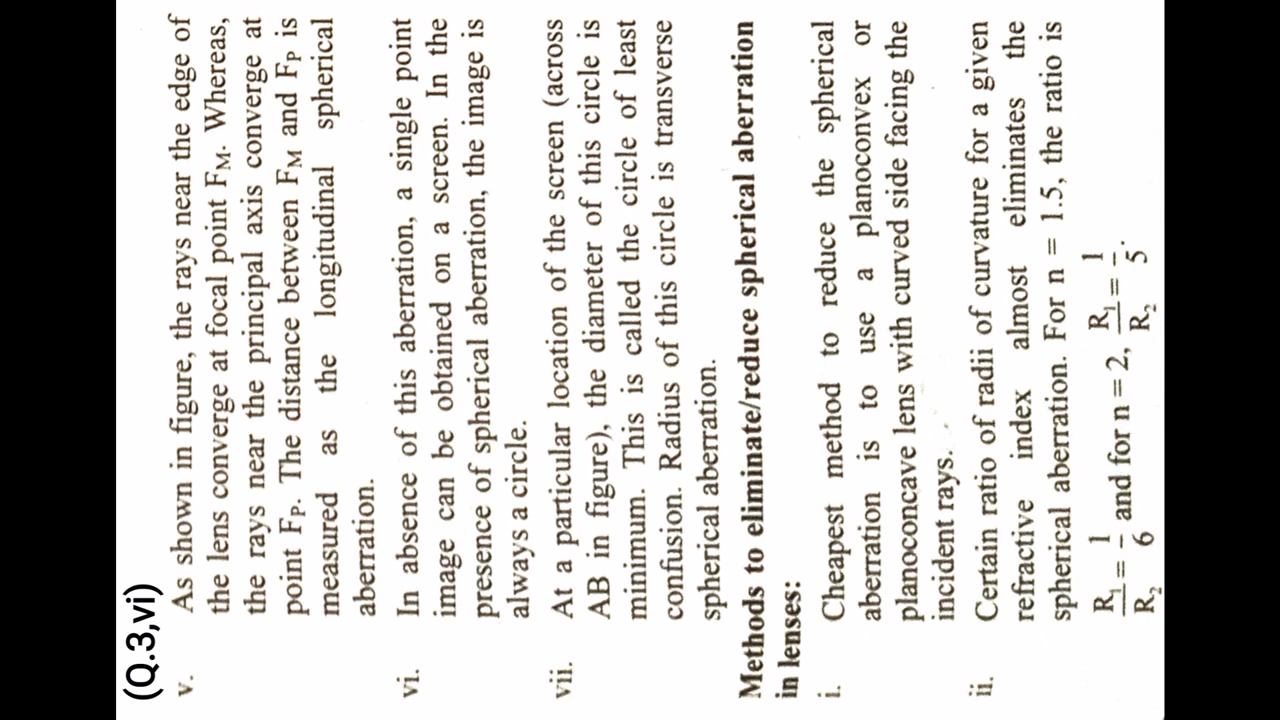 (Q.3,vi)
v. As shown in figure, the rays near the edge of
the lens converge at focal point F_M. Whereas,
the rays near the principal axis converge at
point F_P. The distance between F_M and F_P is
measured as the longitudinal spherical
aberration.
vi. In absence of this aberration, a single point
image can be obtained on a screen. In the
presence of spherical aberration, the image is
always a circle.
vii. At a particular location of the screen (across
AB in figure), the diameter of this circle is
minimum. This is called the circle of least
confusion. Radius of this circle is transverse
spherical aberration.
Methods to eliminate/reduce spherical aberration
in lenses:
i. Cheapest method to reduce the spherical
aberration is to use a planoconvex or
planoconcave lens with curved side facing the
incident rays.
ii. Certain ratio of radii of curvature for a given
refractive index almost eliminates the
spherical aberration. For n = 1.5, the ratio is
R₁/R₂ = 1/6 and for n = 2, R₁/R₂ = 1/5.